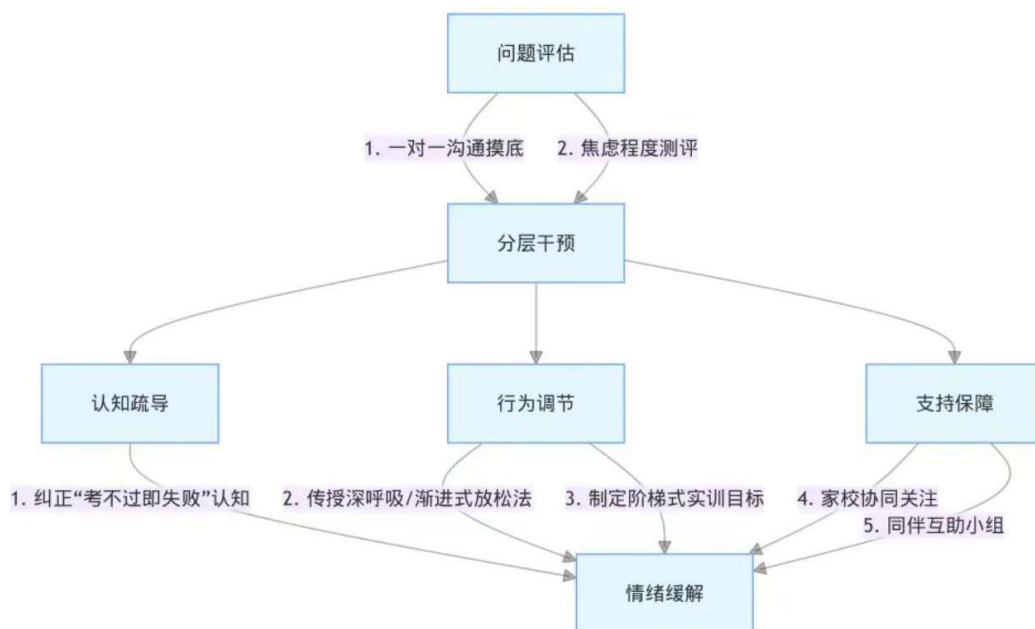 问题评估
1. 一对一沟通摸底
2. 焦虑程度测评
分层干预
认知疏导
行为调节
支持保障
1. 纠正“考不过即失败”认知
2. 传授深呼吸/渐进式放松法
3. 制定阶梯式实训目标
4. 家校协同关注
5. 同伴互助小组
情绪缓解